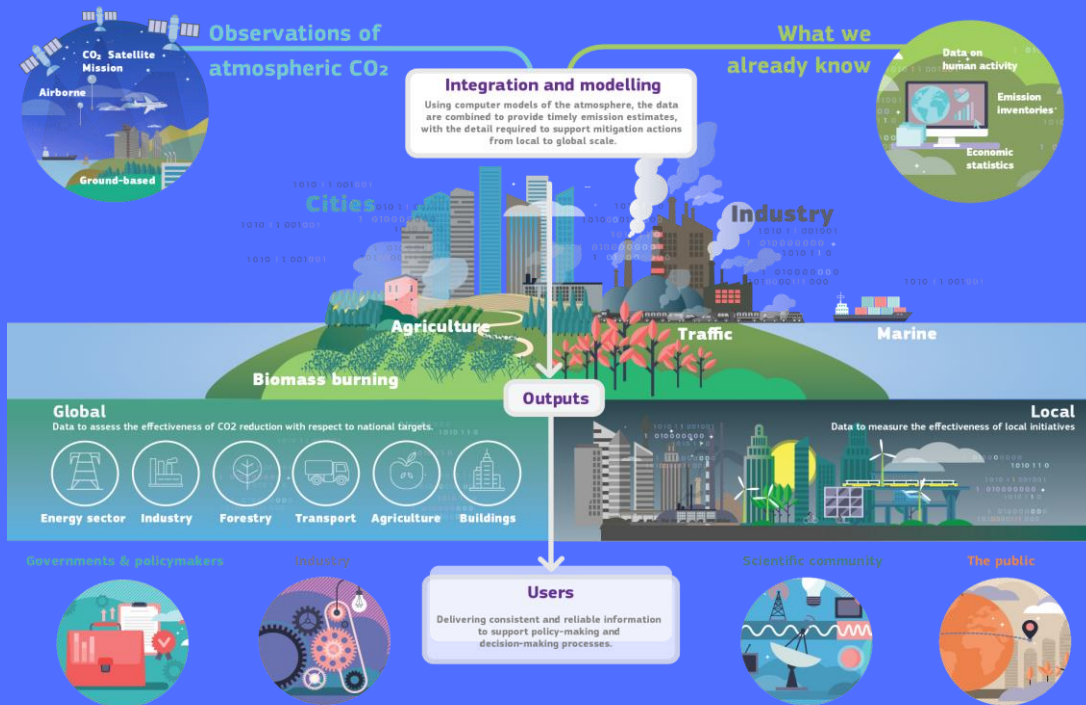 Observations of
atmospheric CO₂
What we
already know
CO₂ Satellite
Mission
Airborne
Ground-based
Integration and modelling
Using computer models of the atmosphere, the data
are combined to provide timely emission estimates,
with the detail required to support mitigation actions
from local to global scale.
Data on
human activity
Emission
inventories
Economic
statistics
Cities
Industry
Agriculture
Traffic
Marine
Biomass burning
Outputs
Global
Data to assess the effectiveness of CO2 reduction with respect to national targets.
Local
Data to measure the effectiveness of local initiatives
Energy sector
Industry
Forestry
Transport
Agriculture
Buildings
Governments & policymakers
Industry
Users
Delivering consistent and reliable information
to support policy-making and
decision-making processes.
Scientific community
The public